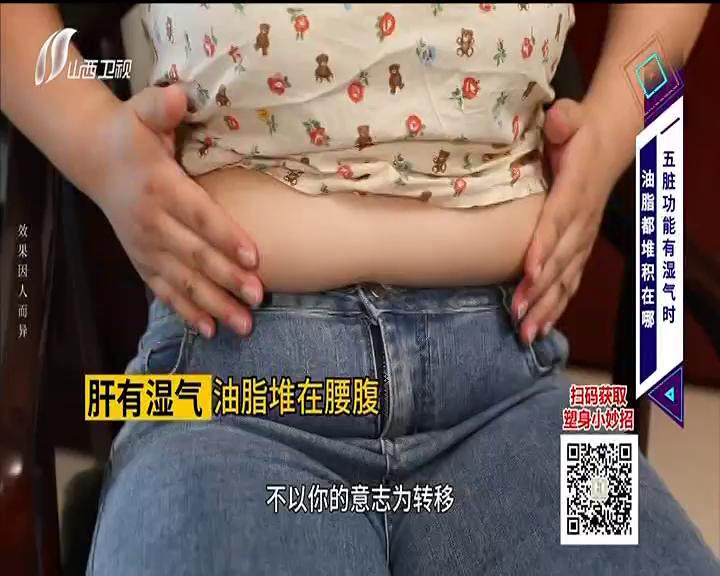 山西卫视
五脏功能有湿气时
油脂都堆积在哪
效果因人而异
肝有湿气 油脂堆在腰腹
扫码获取
塑身小妙招
不以你的意志为转移